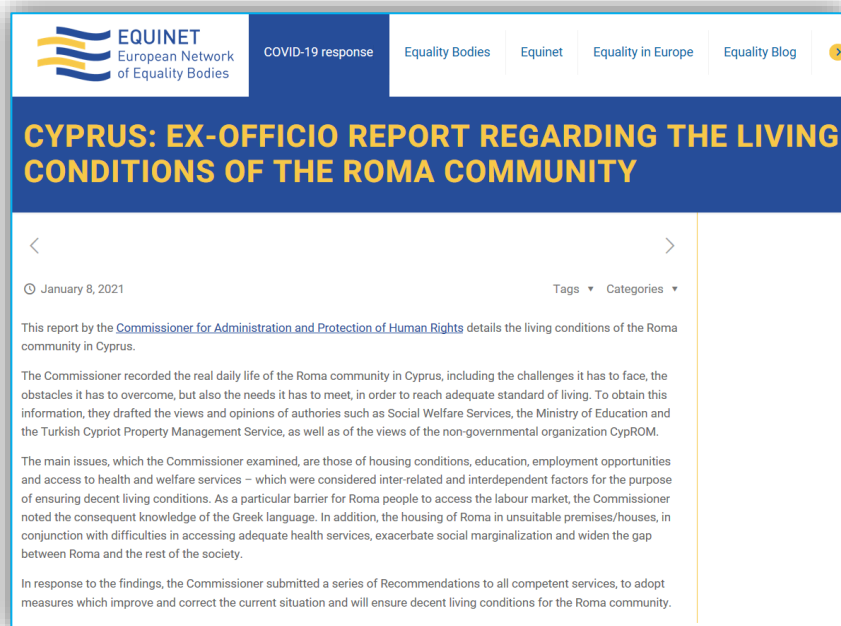 EQUINET
European Network
of Equality Bodies
COVID-19 response
Equality Bodies
Equinet
Equality in Europe
Equality Blog
CYPRUS: EX-OFFICIO REPORT REGARDING THE LIVING
CONDITIONS OF THE ROMA COMMUNITY
January 8, 2021
Tags
Categories
This report by the Commissioner for Administration and Protection of Human Rights details the living conditions of the Roma
community in Cyprus.
The Commissioner recorded the real daily life of the Roma community in Cyprus, including the challenges it has to face, the
obstacles it has to overcome, but also the needs it has to meet, in order to reach adequate standard of living. To obtain this
information, they drafted the views and opinions of authories such as Social Welfare Services, the Ministry of Education and
the Turkish Cypriot Property Management Service, as well as of the views of the non-governmental organization CypROM.
The main issues, which the Commissioner examined, are those of housing conditions, education, employment opportunities
and access to health and welfare services – which were considered inter-related and interdependent factors for the purpose
of ensuring decent living conditions. As a particular barrier for Roma people to access the labour market, the Commissioner
noted the consequent knowledge of the Greek language. In addition, the housing of Roma in unsuitable premises/houses, in
conjunction with difficulties in accessing adequate health services, exacerbate social marginalization and widen the gap
between Roma and the rest of the society.
In response to the findings, the Commissioner submitted a series of Recommendations to all competent services, to adopt
measures which improve and correct the current situation and will ensure decent living conditions for the Roma community.